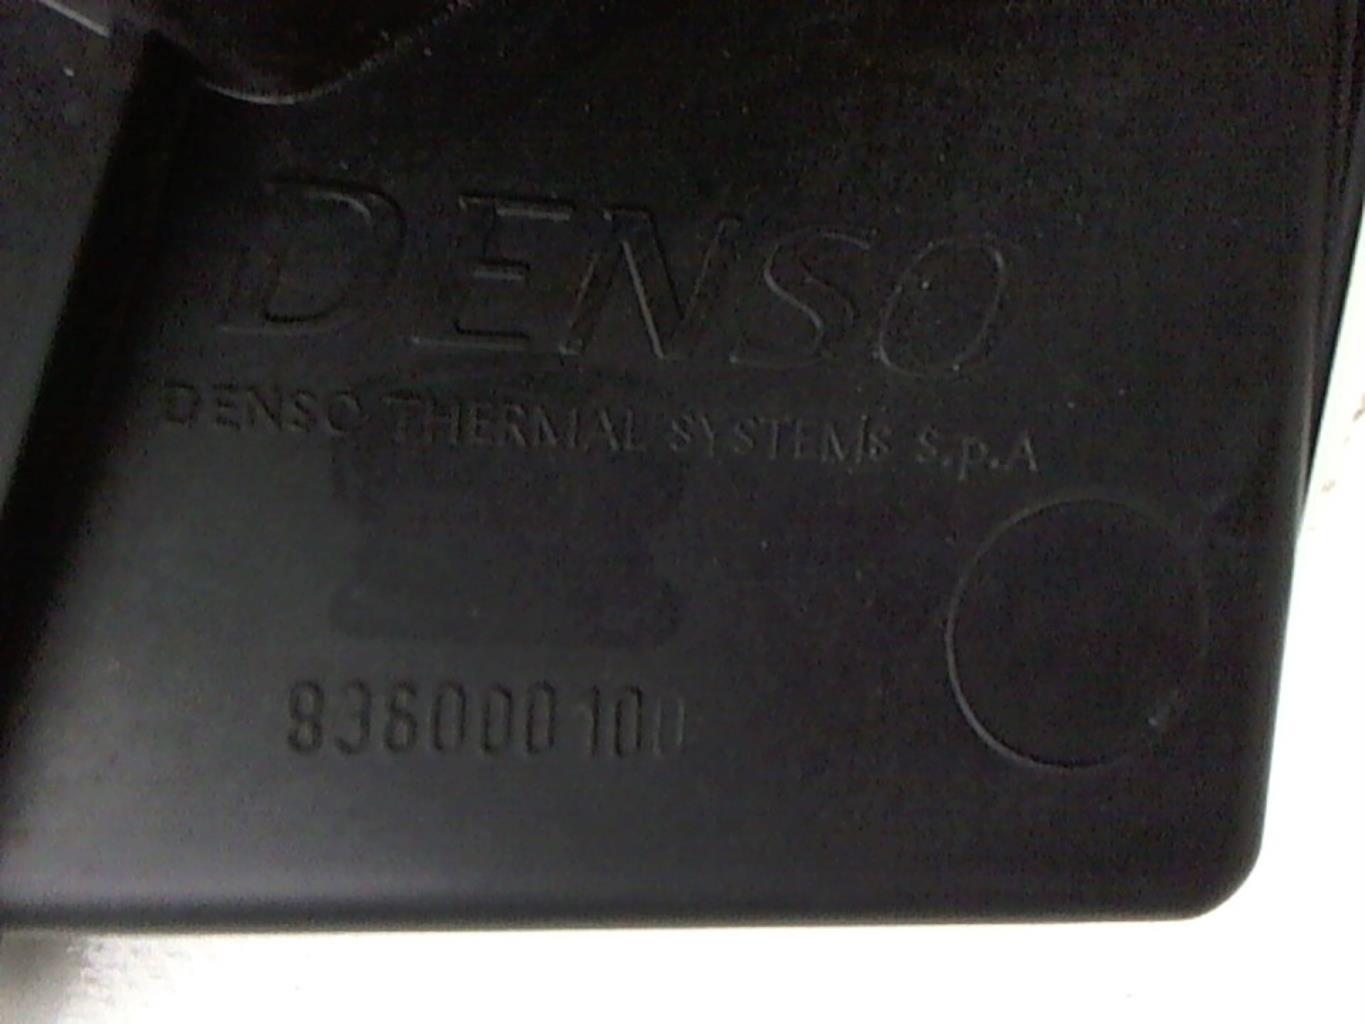 DENSO
DENSO THERMAL SYSTEMS S.p.A
836000100